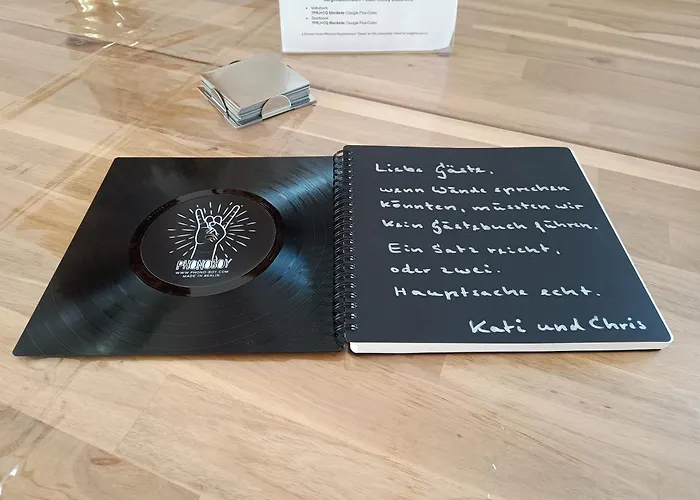 PHONOBOY
WWW.PHONO-BOY.COM
MADE IN BERLIN
Liebe Gäste,
wenn Wände sprechen
könnten, müssten wir
kein Gästebuch führen.
Ein Satz reicht,
oder zwei.
Hauptsache echt.
Kati und Chris